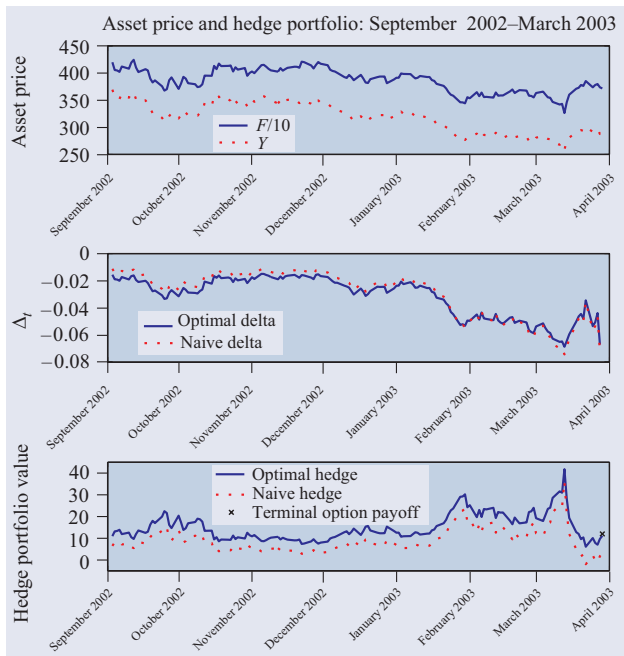 Asset price and hedge portfolio: September 2002–March 2003
Asset price
450
400
350
300
250
F/10
Y
September 2002
October 2002
November 2002
December 2002
January 2003
February 2003
March 2003
April 2003
Δt
0
−0.02
−0.04
−0.06
−0.08
Optimal delta
Naive delta
September 2002
October 2002
November 2002
December 2002
January 2003
February 2003
March 2003
April 2003
Hedge portfolio value
40
30
20
10
0
Optimal hedge
Naive hedge
Terminal option payoff
September 2002
October 2002
November 2002
December 2002
January 2003
February 2003
March 2003
April 2003